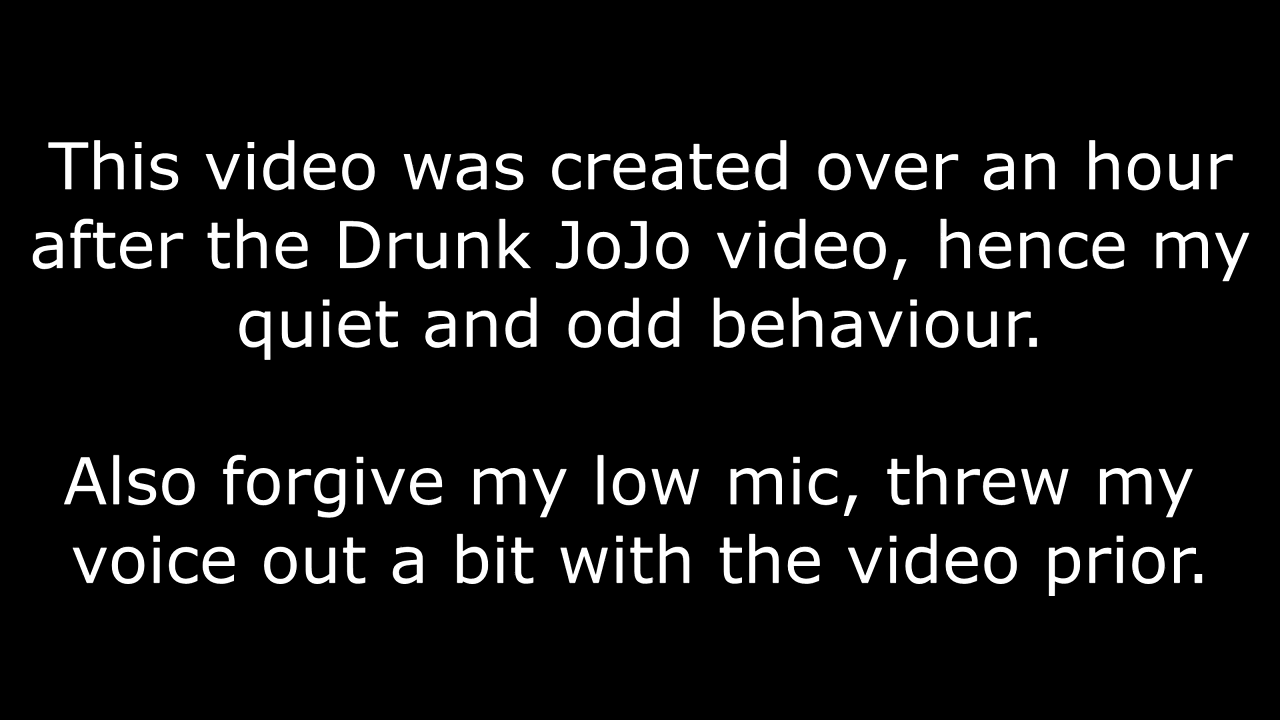 This video was created over an hour
after the Drunk JoJo video, hence my
quiet and odd behaviour.
Also forgive my low mic, threw my
voice out a bit with the video prior.